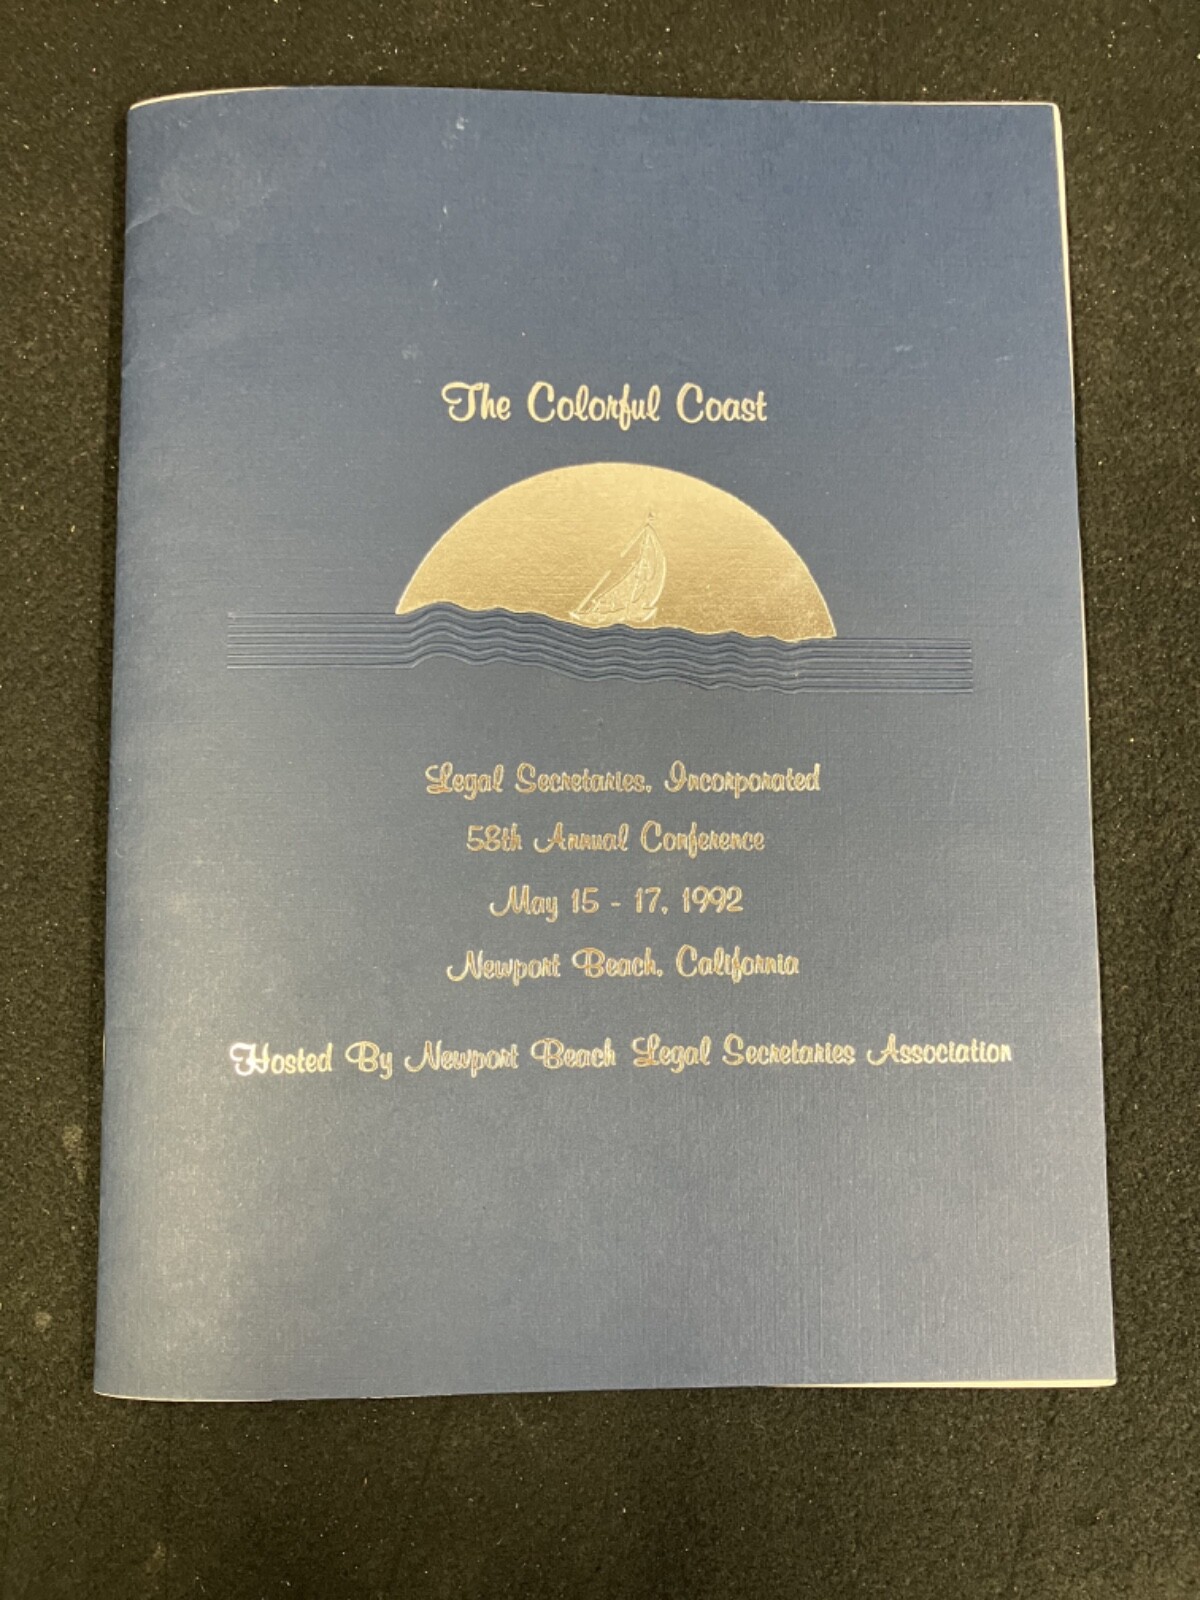 The Colorful Coast
Legal Secretaries, Incorporated
58th Annual Conference
May 15 - 17, 1992
Newport Beach, California
Hosted By Newport Beach Legal Secretaries Association